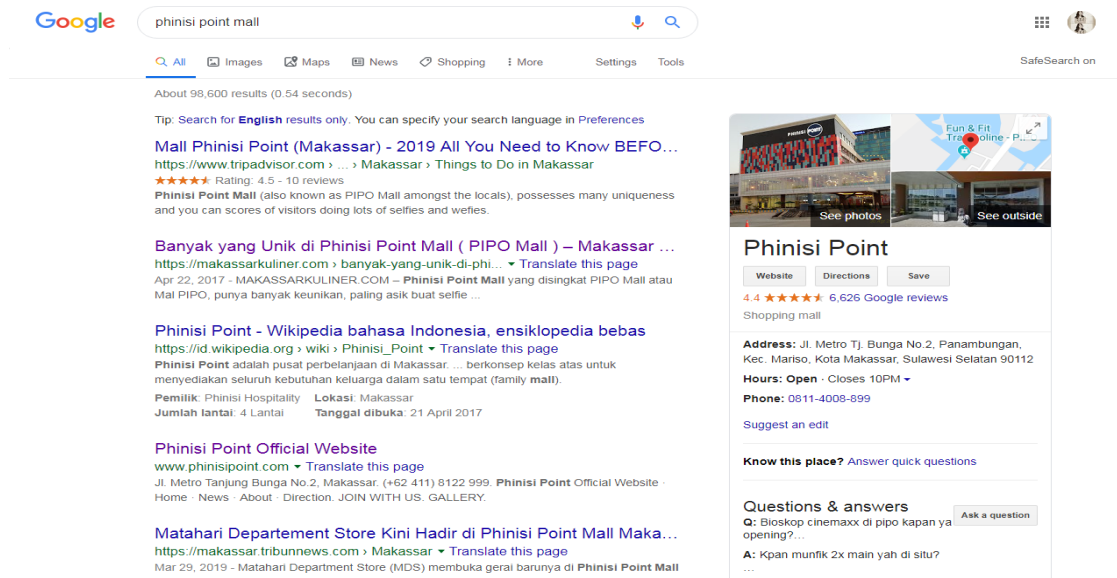 Google
phinisi point mall
All Images Maps News Shopping More Settings Tools
SafeSearch on
About 98,600 results (0.54 seconds)
Tip: Search for English results only. You can specify your search language in Preferences
Mall Phinisi Point (Makassar) - 2019 All You Need to Know BEFO...
https://www.tripadvisor.com › ... › Makassar › Things to Do in Makassar
Rating: 4.5 - 10 reviews
Phinisi Point Mall (also known as PIPO Mall amongst the locals), possesses many uniqueness
and you can scores of visitors doing lots of selfies and wefies.
Banyak yang Unik di Phinisi Point Mall ( PIPO Mall ) – Makassar ...
https://makassarkuliner.com › banyak-yang-unik-di-phi... Translate this page
Apr 22, 2017 - MAKASSARKULINER.COM – Phinisi Point Mall yang disingkat PIPO Mall atau
Mal PIPO, punya banyak keunikan, paling asik buat selfie ...
Phinisi Point - Wikipedia bahasa Indonesia, ensiklopedia bebas
https://id.wikipedia.org › wiki › Phinisi_Point Translate this page
Phinisi Point adalah pusat perbelanjaan di Makassar. ... berkonsep kelas atas untuk
menyediakan seluruh kebutuhan keluarga dalam satu tempat (family mall).
Pemilik: Phinisi Hospitality Lokasi: Makassar
Jumlah lantai: 4 Lantai Tanggal dibuka: 21 April 2017
Phinisi Point Official Website
www.phinisipoint.com Translate this page
Jl. Metro Tanjung Bunga No.2, Makassar. (+62 411) 8122 999. Phinisi Point Official Website ·
Home · News · About · Direction. JOIN WITH US. GALLERY.
Matahari Departement Store Kini Hadir di Phinisi Point Mall Maka...
https://makassar.tribunnews.com › Makassar Translate this page
Mar 29, 2019 - Matahari Department Store (MDS) membuka gerai barunya di Phinisi Point Mall
PHINISI POINT
Fun & Fit
Trampoline - P...
See photos
See outside
Phinisi Point
Website Directions Save
4.4 6,626 Google reviews
Shopping mall
Address: Jl. Metro Tj. Bunga No.2, Panambungan,
Kec. Mariso, Kota Makassar, Sulawesi Selatan 90112
Hours: Open · Closes 10PM
Phone: 0811-4008-899
Suggest an edit
Know this place? Answer quick questions
Questions & answers
Ask a question
Q: Bioskop cinemaxx di pipo kapan ya
opening?...
A: Kpan munfik 2x main yah di situ?
...